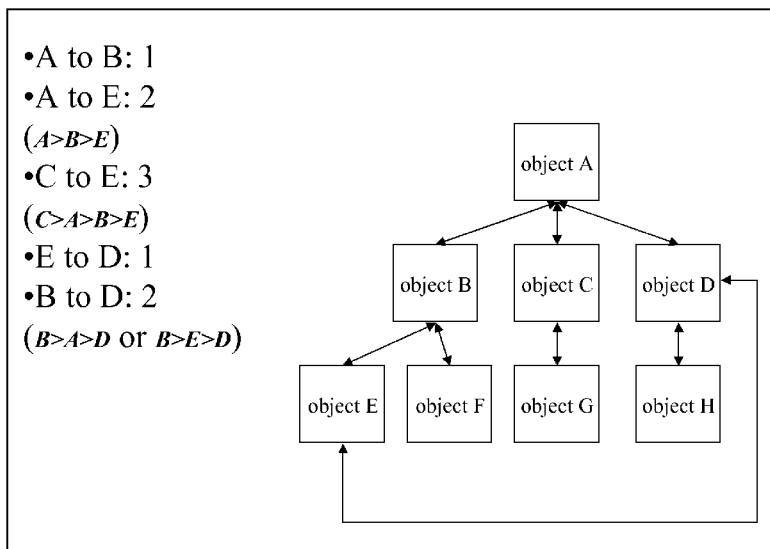 •A to B: 1
•A to E: 2
(A>B>E)
•C to E: 3
(C>A>B>E)
•E to D: 1
•B to D: 2
(B>A>D or B>E>D)
object A
object B
object C
object D
object E
object F
object G
object H